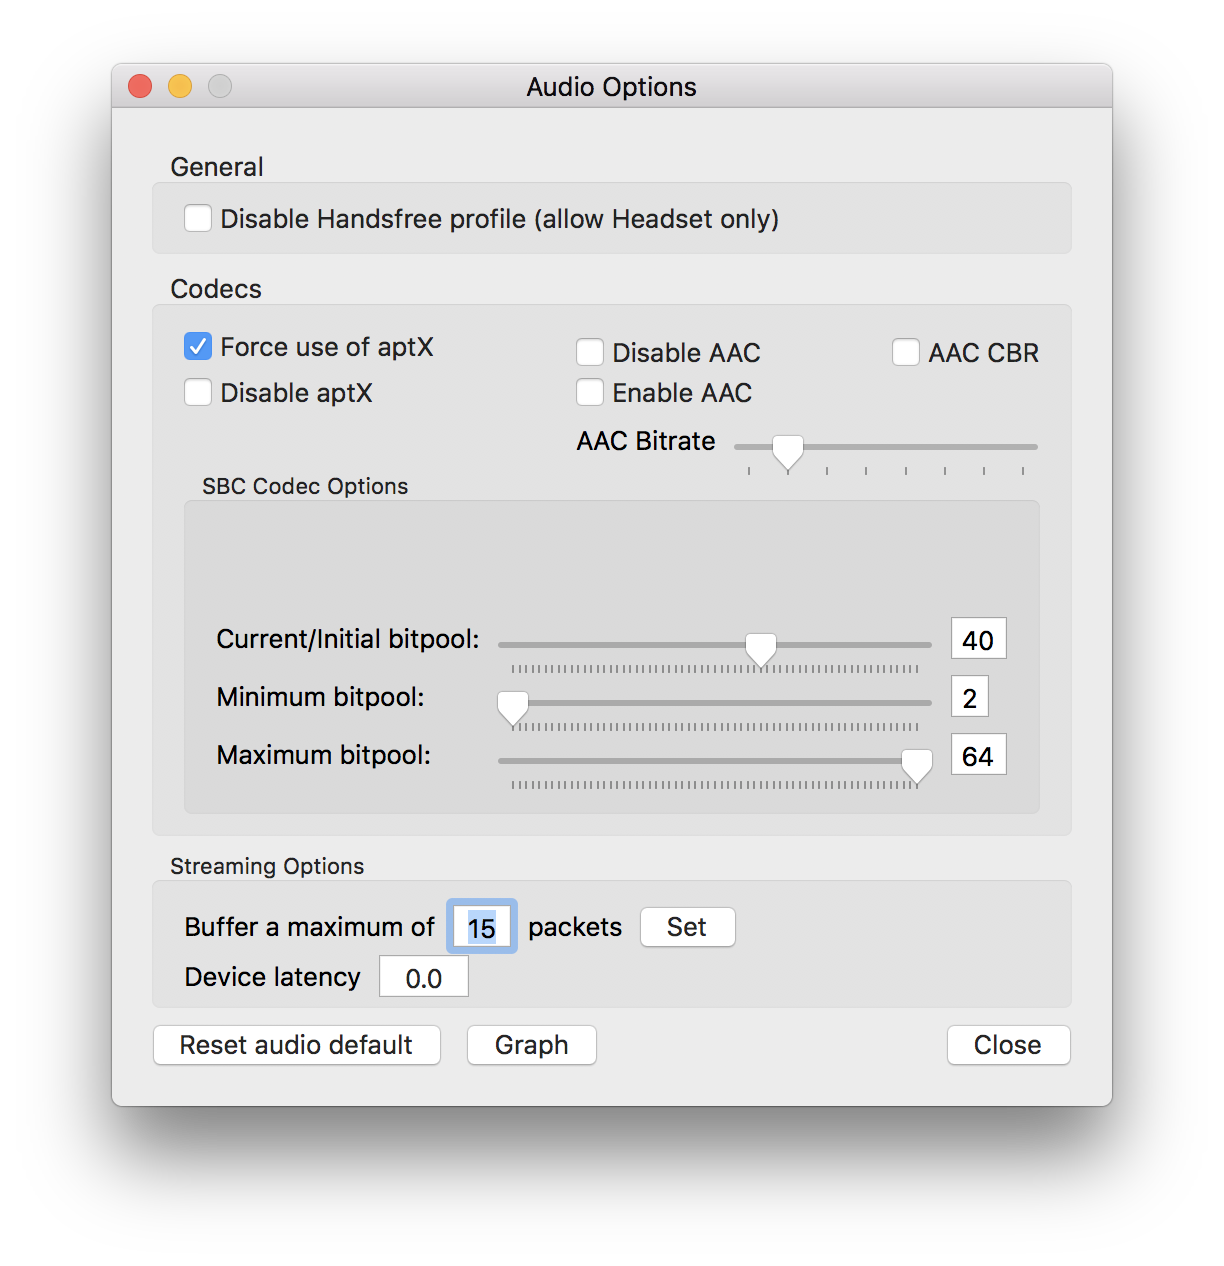 Audio Options
General
Disable Handsfree profile (allow Headset only)
Codecs
Force use of aptX
Disable AAC
AAC CBR
Disable aptX
Enable AAC
AAC Bitrate
SBC Codec Options
Current/Initial bitpool: 40
Minimum bitpool: 2
Maximum bitpool: 64
Streaming Options
Buffer a maximum of 15 packets Set
Device latency 0.0
Reset audio default Graph Close